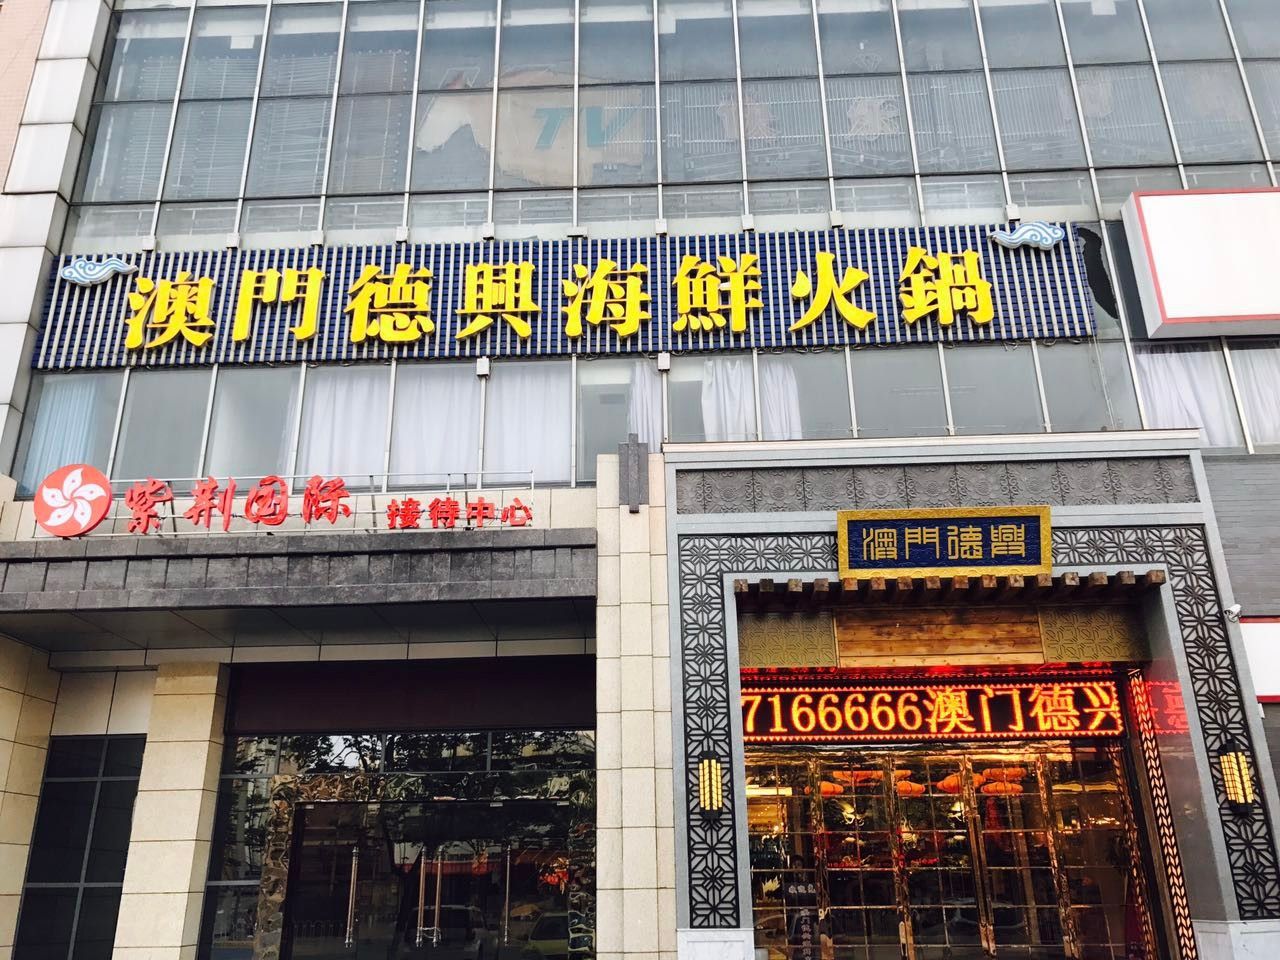 TV
澳門德興海鮮火鍋
紫荆国际 接待中心
澳門德興
7166666澳门德兴